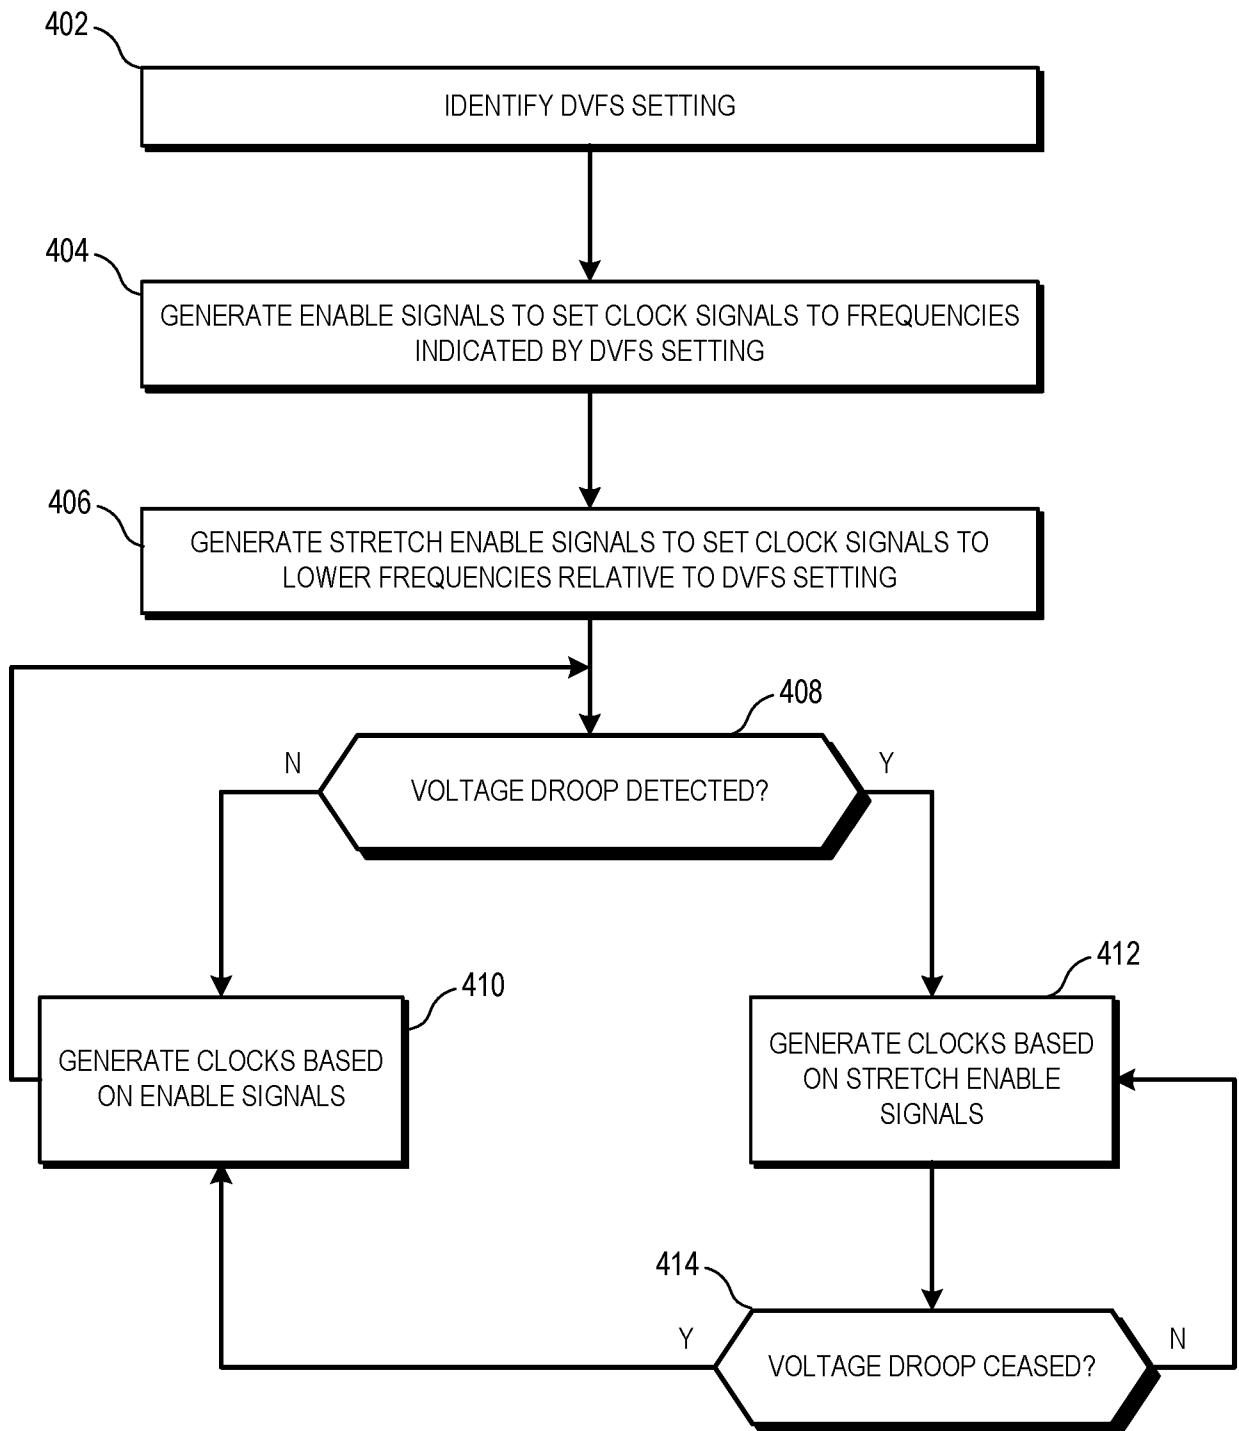 402
IDENTIFY DVFS SETTING
404
GENERATE ENABLE SIGNALS TO SET CLOCK SIGNALS TO FREQUENCIES
INDICATED BY DVFS SETTING
406
GENERATE STRETCH ENABLE SIGNALS TO SET CLOCK SIGNALS TO
LOWER FREQUENCIES RELATIVE TO DVFS SETTING
408
N
Y
VOLTAGE DROOP DETECTED?
410
GENERATE CLOCKS BASED
ON ENABLE SIGNALS
412
GENERATE CLOCKS BASED
ON STRETCH ENABLE
SIGNALS
414
Y
N
VOLTAGE DROOP CEASED?